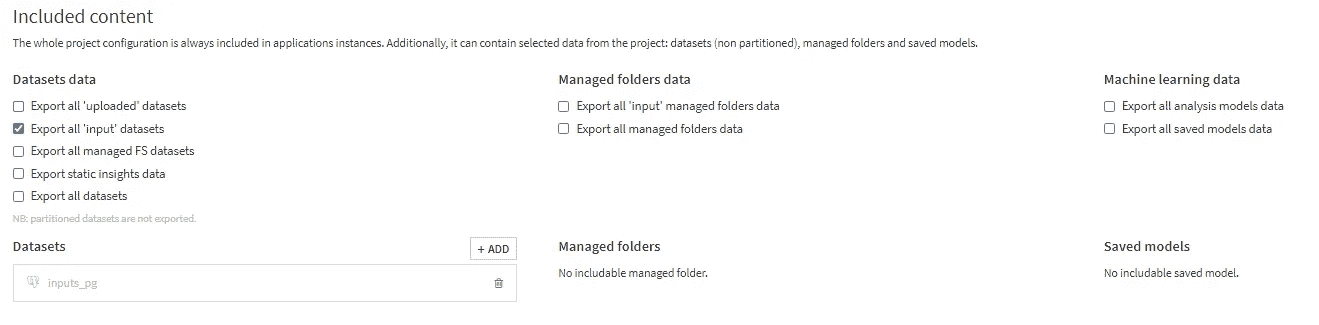 Included content
The whole project configuration is always included in applications instances. Additionally, it can contain selected data from the project: datasets (non partitioned), managed folders and saved models.
Datasets data
Export all 'uploaded' datasets
Export all 'input' datasets
Export all managed FS datasets
Export static insights data
Export all datasets
NB: partitioned datasets are not exported.
Managed folders data
Export all 'input' managed folders data
Export all managed folders data
Machine learning data
Export all analysis models data
Export all saved models data
Datasets
+ ADD
inputs_pg
Managed folders
No includable managed folder.
Saved models
No includable saved model.